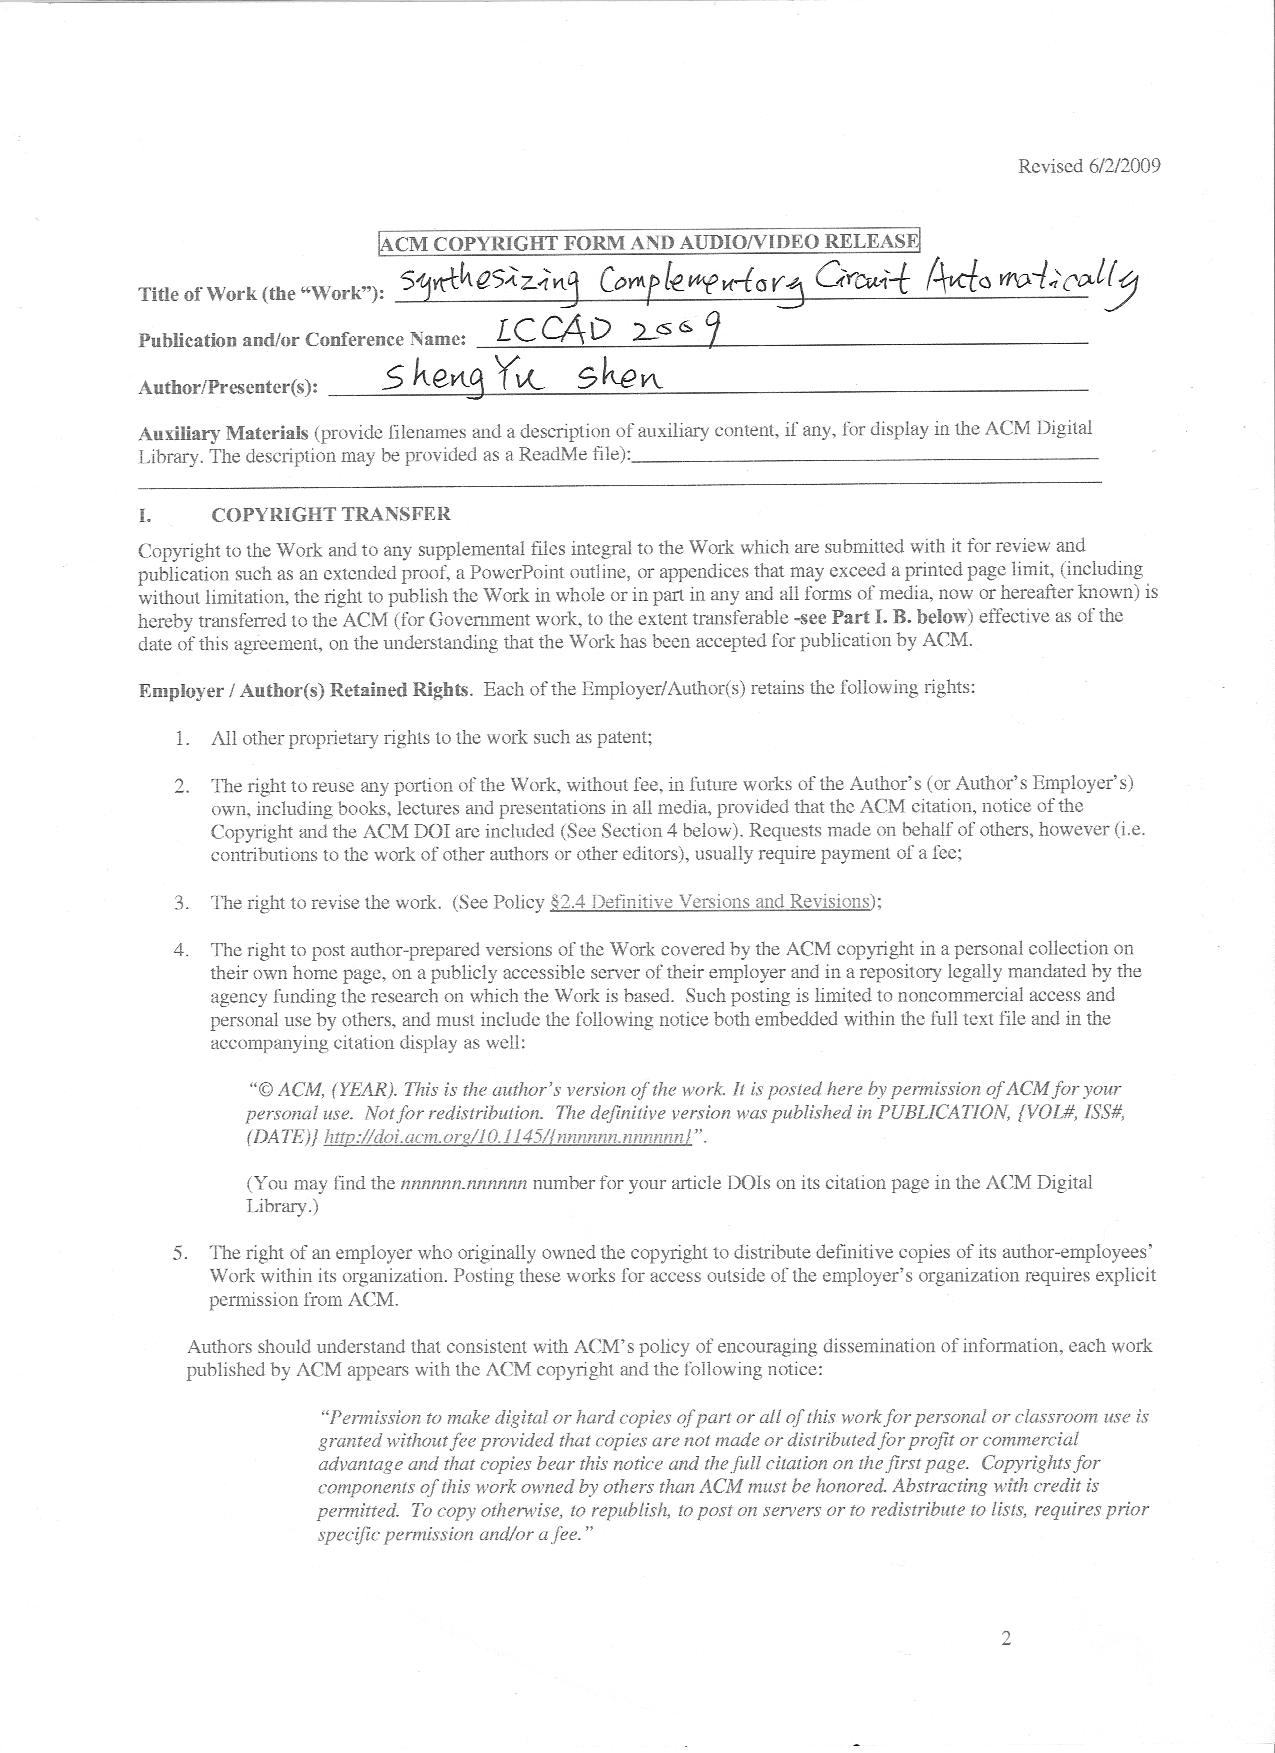 Revised 6/2/2009
ACM COPYRIGHT FORM AND AUDIO/VIDEO RELEASE
Title of Work (the “Work”): Synthesizing Complementary Circuit Automatically
Publication and/or Conference Name: ICCAD 2009
Author/Presenter(s): ShengYu Shen
Auxiliary Materials (provide filenames and a description of auxiliary content, if any, for display in the ACM Digital
Library. The description may be provided as a ReadMe file):
I. COPYRIGHT TRANSFER
Copyright to the Work and to any supplemental files integral to the Work which are submitted with it for review and
publication such as an extended proof, a PowerPoint outline, or appendices that may exceed a printed page limit, (including
without limitation, the right to publish the Work in whole or in part in any and all forms of media, now or hereafter known) is
hereby transferred to the ACM (for Government work, to the extent transferable -see Part I. B. below) effective as of the
date of this agreement, on the understanding that the Work has been accepted for publication by ACM.
Employer / Author(s) Retained Rights. Each of the Employer/Author(s) retains the following rights:
1. All other proprietary rights to the work such as patent;
2. The right to reuse any portion of the Work, without fee, in future works of the Author’s (or Author’s Employer’s)
own, including books, lectures and presentations in all media, provided that the ACM citation, notice of the
Copyright and the ACM DOI are included (See Section 4 below). Requests made on behalf of others, however (i.e.
contributions to the work of other authors or other editors), usually require payment of a fee;
3. The right to revise the work. (See Policy §2.4 Definitive Versions and Revisions);
4. The right to post author-prepared versions of the Work covered by the ACM copyright in a personal collection on
their own home page, on a publicly accessible server of their employer and in a repository legally mandated by the
agency funding the research on which the Work is based. Such posting is limited to noncommercial access and
personal use by others, and must include the following notice both embedded within the full text file and in the
accompanying citation display as well:
“© ACM, (YEAR). This is the author’s version of the work. It is posted here by permission of ACM for your
personal use. Not for redistribution. The definitive version was published in PUBLICATION, {VOL#, ISS#,
(DATE)} http://doi.acm.org/10.1145/{nnnnnn.nnnnnn}”.
(You may find the nnnnnn.nnnnnn number for your article DOIs on its citation page in the ACM Digital
Library.)
5. The right of an employer who originally owned the copyright to distribute definitive copies of its author-employees’
Work within its organization. Posting these works for access outside of the employer’s organization requires explicit
permission from ACM.
Authors should understand that consistent with ACM’s policy of encouraging dissemination of information, each work
published by ACM appears with the ACM copyright and the following notice:
“Permission to make digital or hard copies of part or all of this work for personal or classroom use is
granted without fee provided that copies are not made or distributed for profit or commercial
advantage and that copies bear this notice and the full citation on the first page. Copyrights for
components of this work owned by others than ACM must be honored. Abstracting with credit is
permitted. To copy otherwise, to republish, to post on servers or to redistribute to lists, requires prior
specific permission and/or a fee.”
2